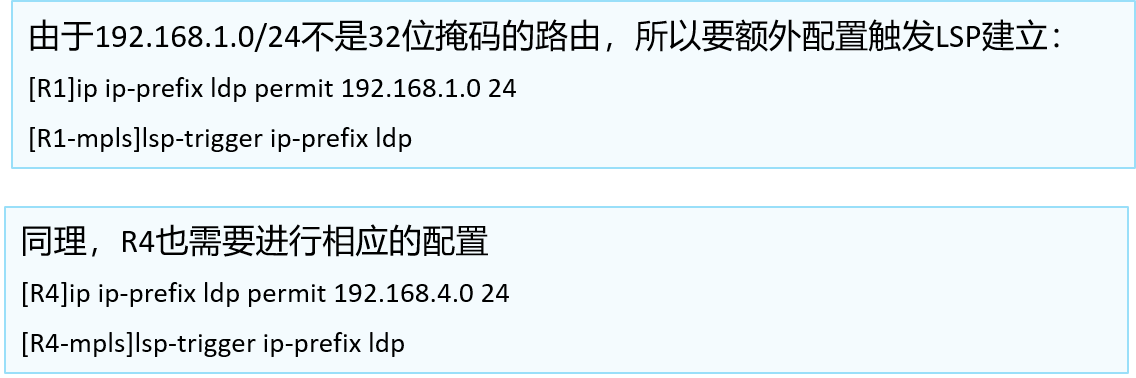 由于192.168.1.0/24不是32位掩码的路由，所以要额外配置触发LSP建立：
[R1]ip ip-prefix ldp permit 192.168.1.0 24
[R1-mpls]lsp-trigger ip-prefix ldp
同理，R4也需要进行相应的配置
[R4]ip ip-prefix ldp permit 192.168.4.0 24
[R4-mpls]lsp-trigger ip-prefix ldp